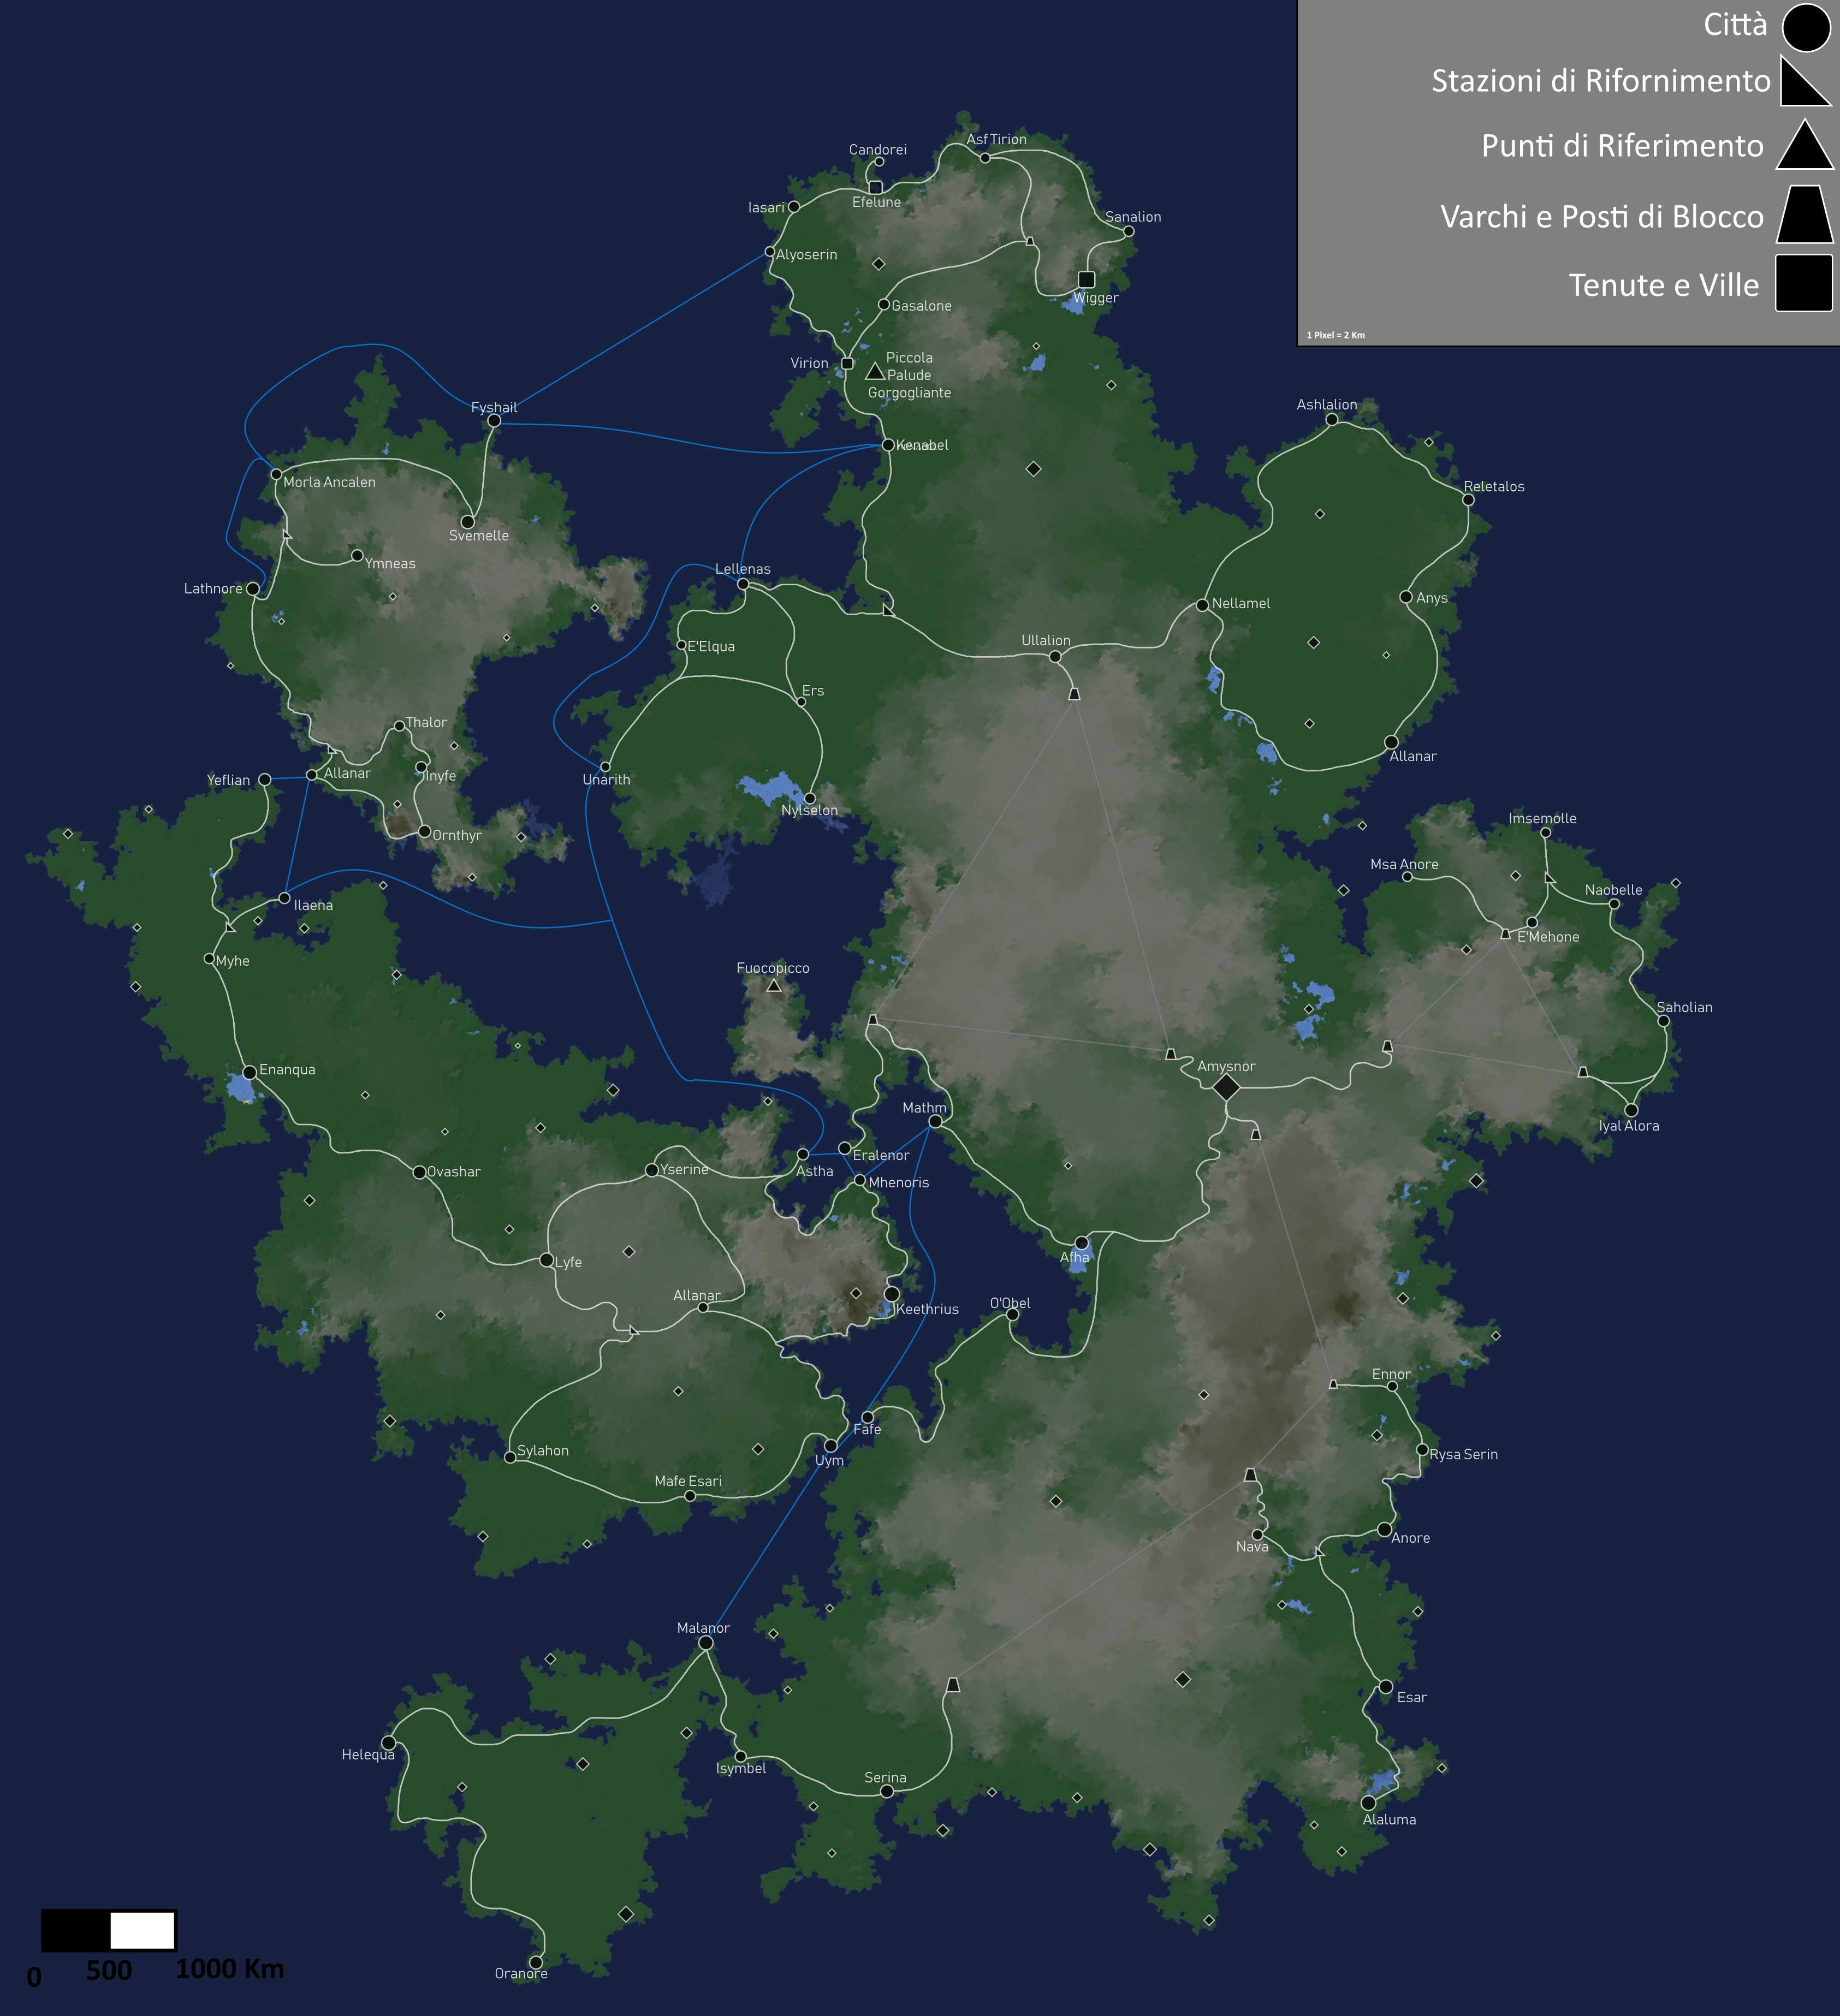 Città
Stazioni di Rifornimento
Punti di Riferimento
Varchi e Posti di Blocco
Tenute e Ville
1 Pixel = 2 Km
Asf Tirion
Candorei
Efelune
Iasari
Sanalion
Alyoserin
Wigger
Gasalone
Virion
Piccola
Palude
Gorgogliante
Ashlalion
Fyshail
Kenabel
Morla Ancalen
Reletalos
Svemelle
Ymneas
Lellenas
Lathnore
Anys
Nellamel
Ullalion
E'Elqua
Ers
Thalor
Allanar
Yeflian
Allanar
Inyfe
Unarith
Nylselon
Imsemolle
Ornthyr
Msa Anore
Naobelle
Ilaena
E'Mehone
Myhe
Fuocopicco
Saholian
Enanqua
Amysnor
Mathm
Iyal Alora
Eralenor
Astha
Yserine
Ovashar
Mhenoris
Afha
Lyfe
Allanar
O'Obel
Keethrius
Ennor
Fafe
Sylahon
Uym
Rysa Serin
Mafe Esari
Anore
Nava
Malanor
Esar
Helequa
Isymbel
Serina
Alaluma
Oranore
0
500
1000 Km